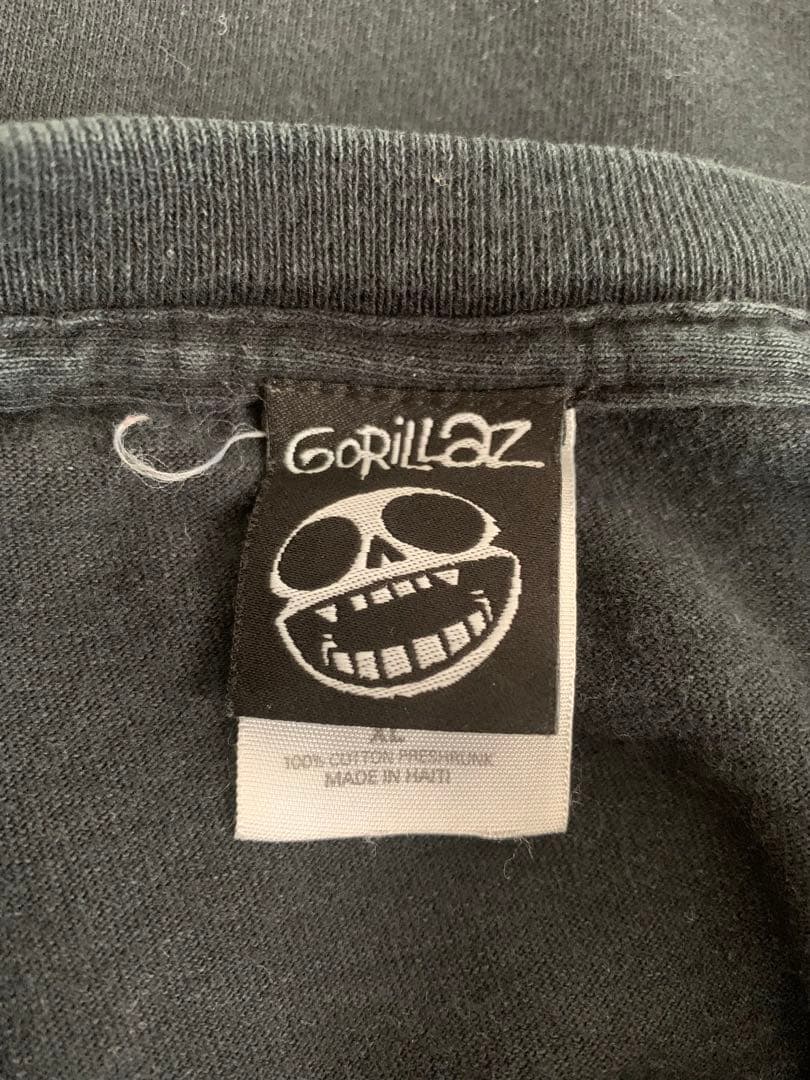 GORiLLaz
XL
100% COTTON PRESHRUNK
MADE IN HAITI